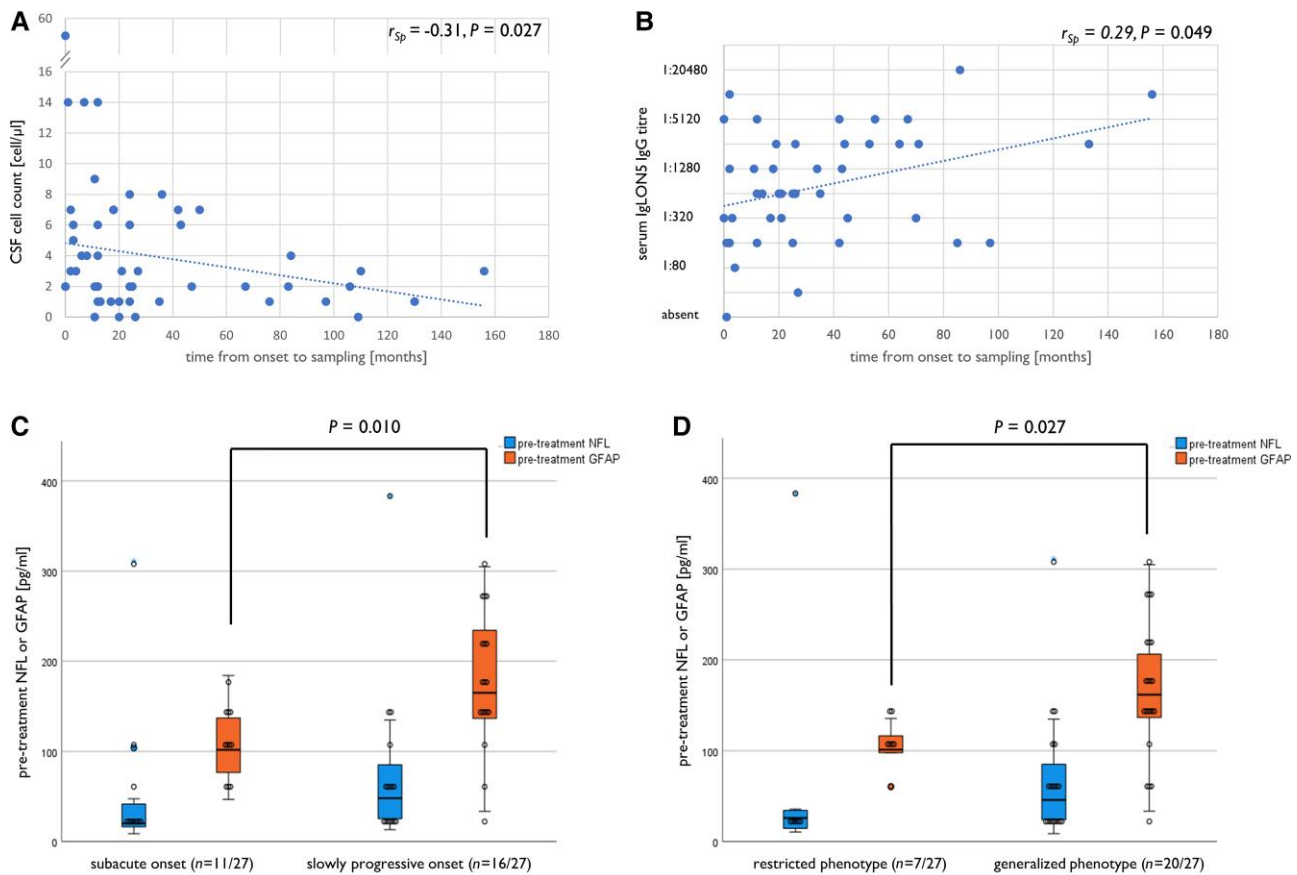 A
r_Sp = -0.31, P = 0.027
60
16
14
12
10
8
6
4
2
0
CSF cell count [cell/µl]
0 20 40 60 80 100 120 140 160 180
time from onset to sampling [months]
B
r_Sp = 0.29, P = 0.049
1:20480
1:5120
1:1280
1:320
1:80
absent
serum IgLON5 IgG titre
0 20 40 60 80 100 120 140 160 180
time from onset to sampling [months]
C
P = 0.010
pre-treatment NFL
pre-treatment GFAP
400
300
200
100
0
pre-treatment NFL or GFAP [pg/ml]
subacute onset (n=11/27) slowly progressive onset (n=16/27)
D
P = 0.027
pre-treatment NFL
pre-treatment GFAP
400
300
200
100
0
pre-treatment NFL or GFAP [pg/ml]
restricted phenotype (n=7/27) generalized phenotype (n=20/27)